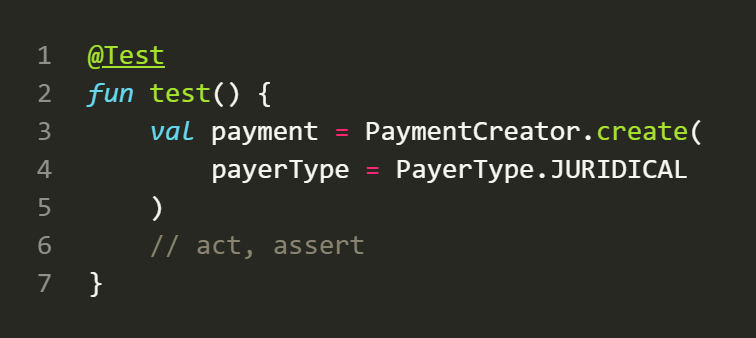 1 @Test
2 fun test() {
3     val payment = PaymentCreator.create(
4         payerType = PayerType.JURIDICAL
5     )
6     // act, assert
7 }